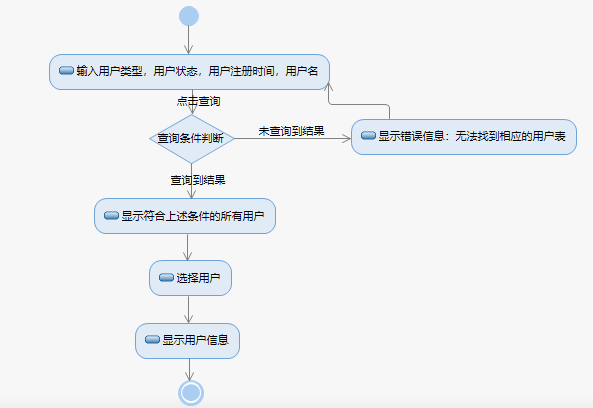 输入用户类型，用户状态，用户注册时间，用户名
点击查询
查询条件判断
未查询到结果
显示错误信息：无法找到相应的用户表
查询到结果
显示符合上述条件的所有用户
选择用户
显示用户信息